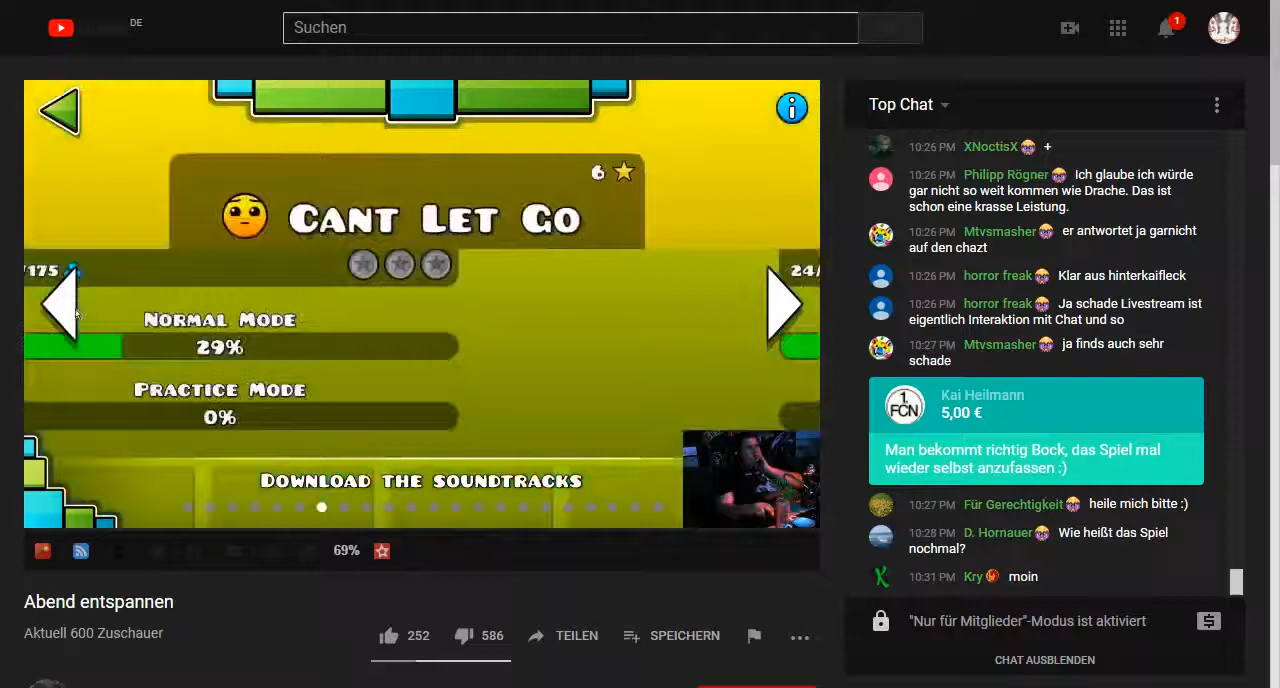 DE
Suchen
1
6
CANT LET GO
/175
24/
NORMAL MODE
29%
PRACTICE MODE
0%
DOWNLOAD THE SOUNDTRACKS
69%
Abend entspannen
Aktuell 600 Zuschauer
252
586
TEILEN
SPEICHERN
Top Chat
10:26 PM XNoctisX +
10:26 PM Philipp Rögner Ich glaube ich würde
gar nicht so weit kommen wie Drache. Das ist
schon eine krasse Leistung.
10:26 PM Mtvsmasher er antwortet ja garnicht
auf den chazt
10:26 PM horror freak Klar aus hinterkaifleck
10:26 PM horror freak Ja schade Livestream ist
eigentlich Interaktion mit Chat und so
10:27 PM Mtvsmasher ja finds auch sehr
schade
1.
FCN
Kai Heilmann
5,00 €
Man bekommt richtig Bock, das Spiel mal
wieder selbst anzufassen :)
10:27 PM Für Gerechtigkeit heile mich bitte :)
10:28 PM D. Hornauer Wie heißt das Spiel
nochmal?
10:31 PM Kry moin
"Nur für Mitglieder"-Modus ist aktiviert
CHAT AUSBLENDEN